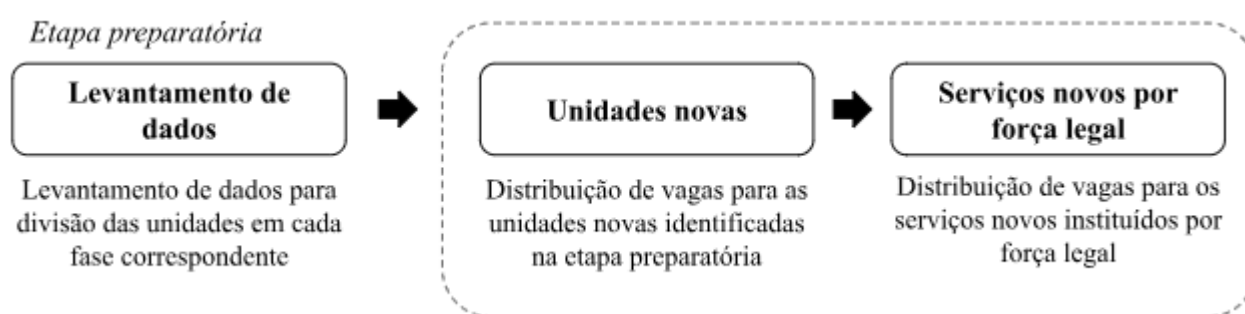 Etapa preparatória
Levantamento de
dados
Levantamento de dados para
divisão das unidades em cada
fase correspondente
Unidades novas
Distribuição de vagas para as
unidades novas identificadas
na etapa preparatória
Serviços novos por
força legal
Distribuição de vagas para os
serviços novos instituídos por
força legal